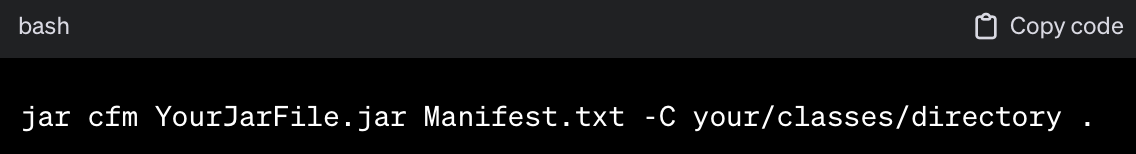 bash
Copy code
jar cfm YourJarFile.jar Manifest.txt -C your/classes/directory .